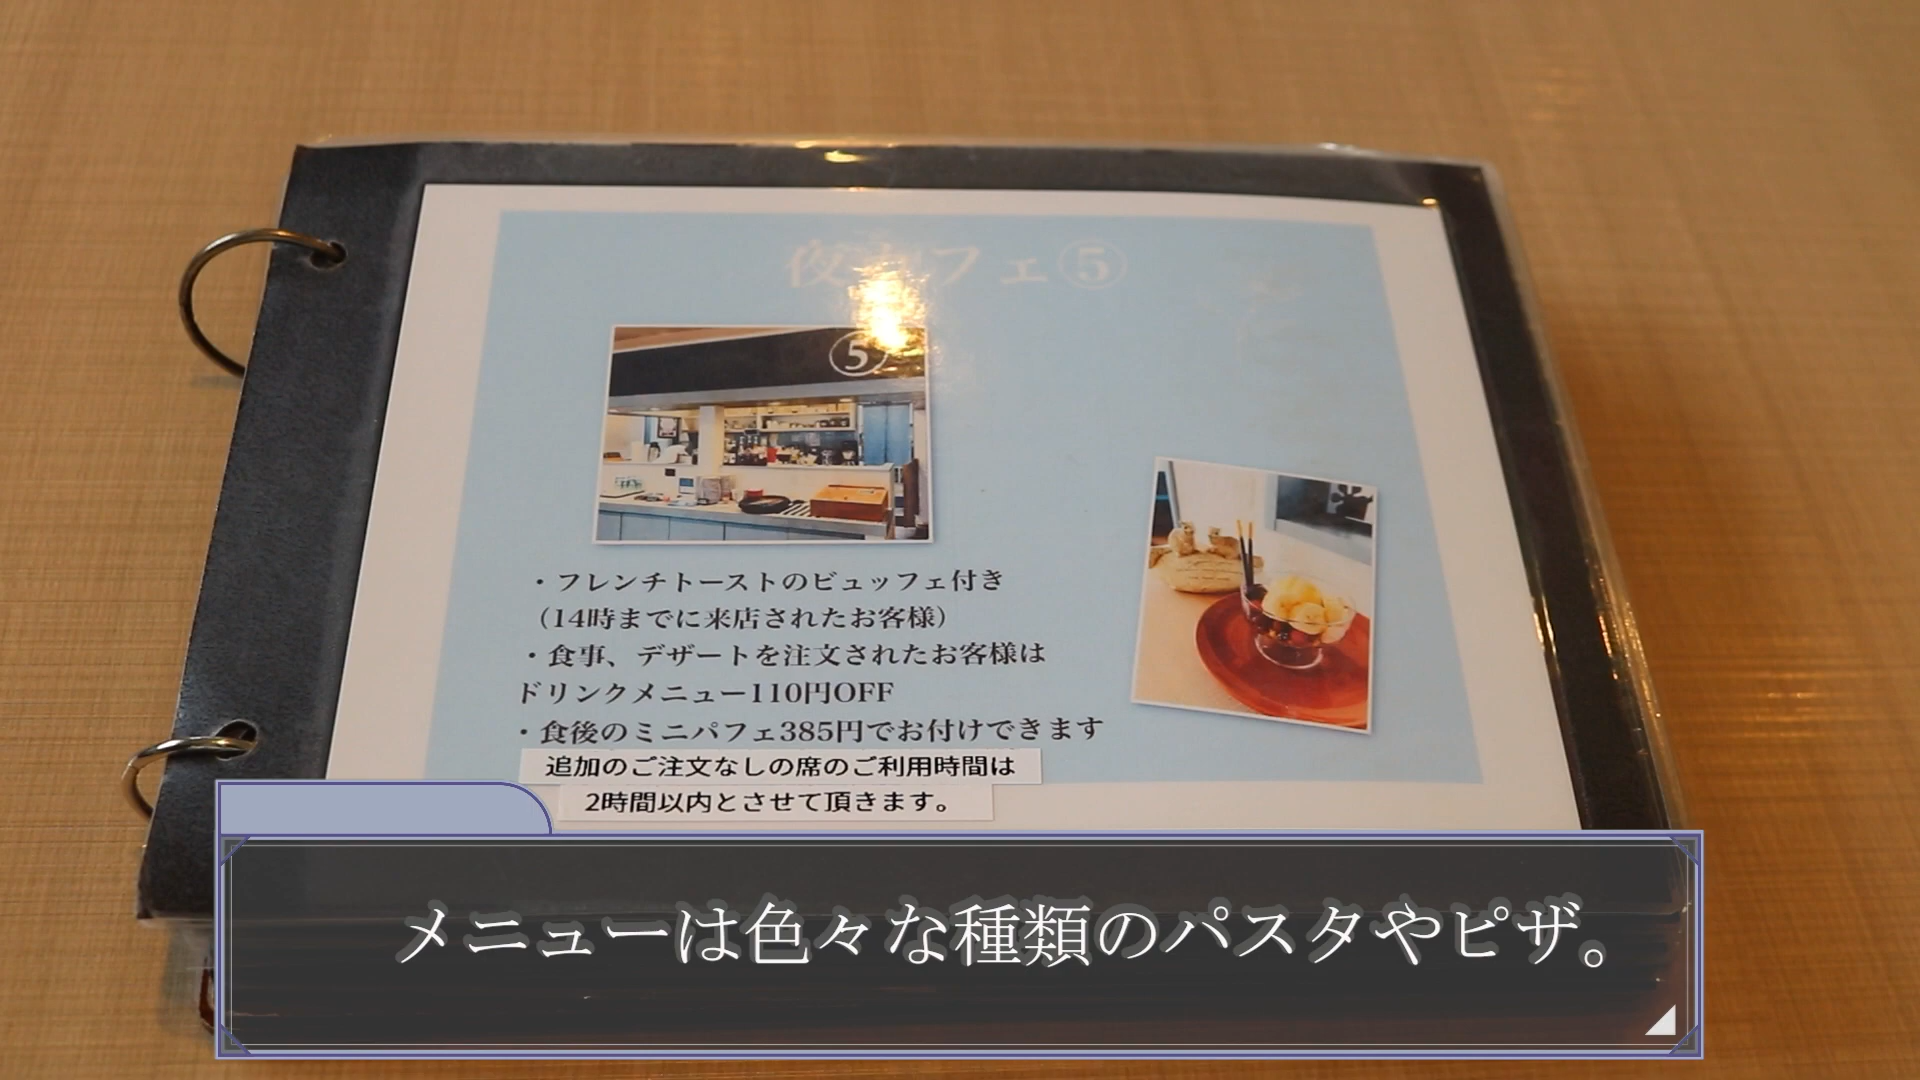 フェ⑤
⑤
・フレンチトーストのビュッフェ付き
（14時までに来店されたお客様）
・食事、デザートを注文されたお客様は
ドリンクメニュー110円OFF
・食後のミニパフェ385円でお付けできます
追加のご注文なしの席のご利用時間は
2時間以内とさせて頂きます。
メニューは色々な種類のパスタやピザ。